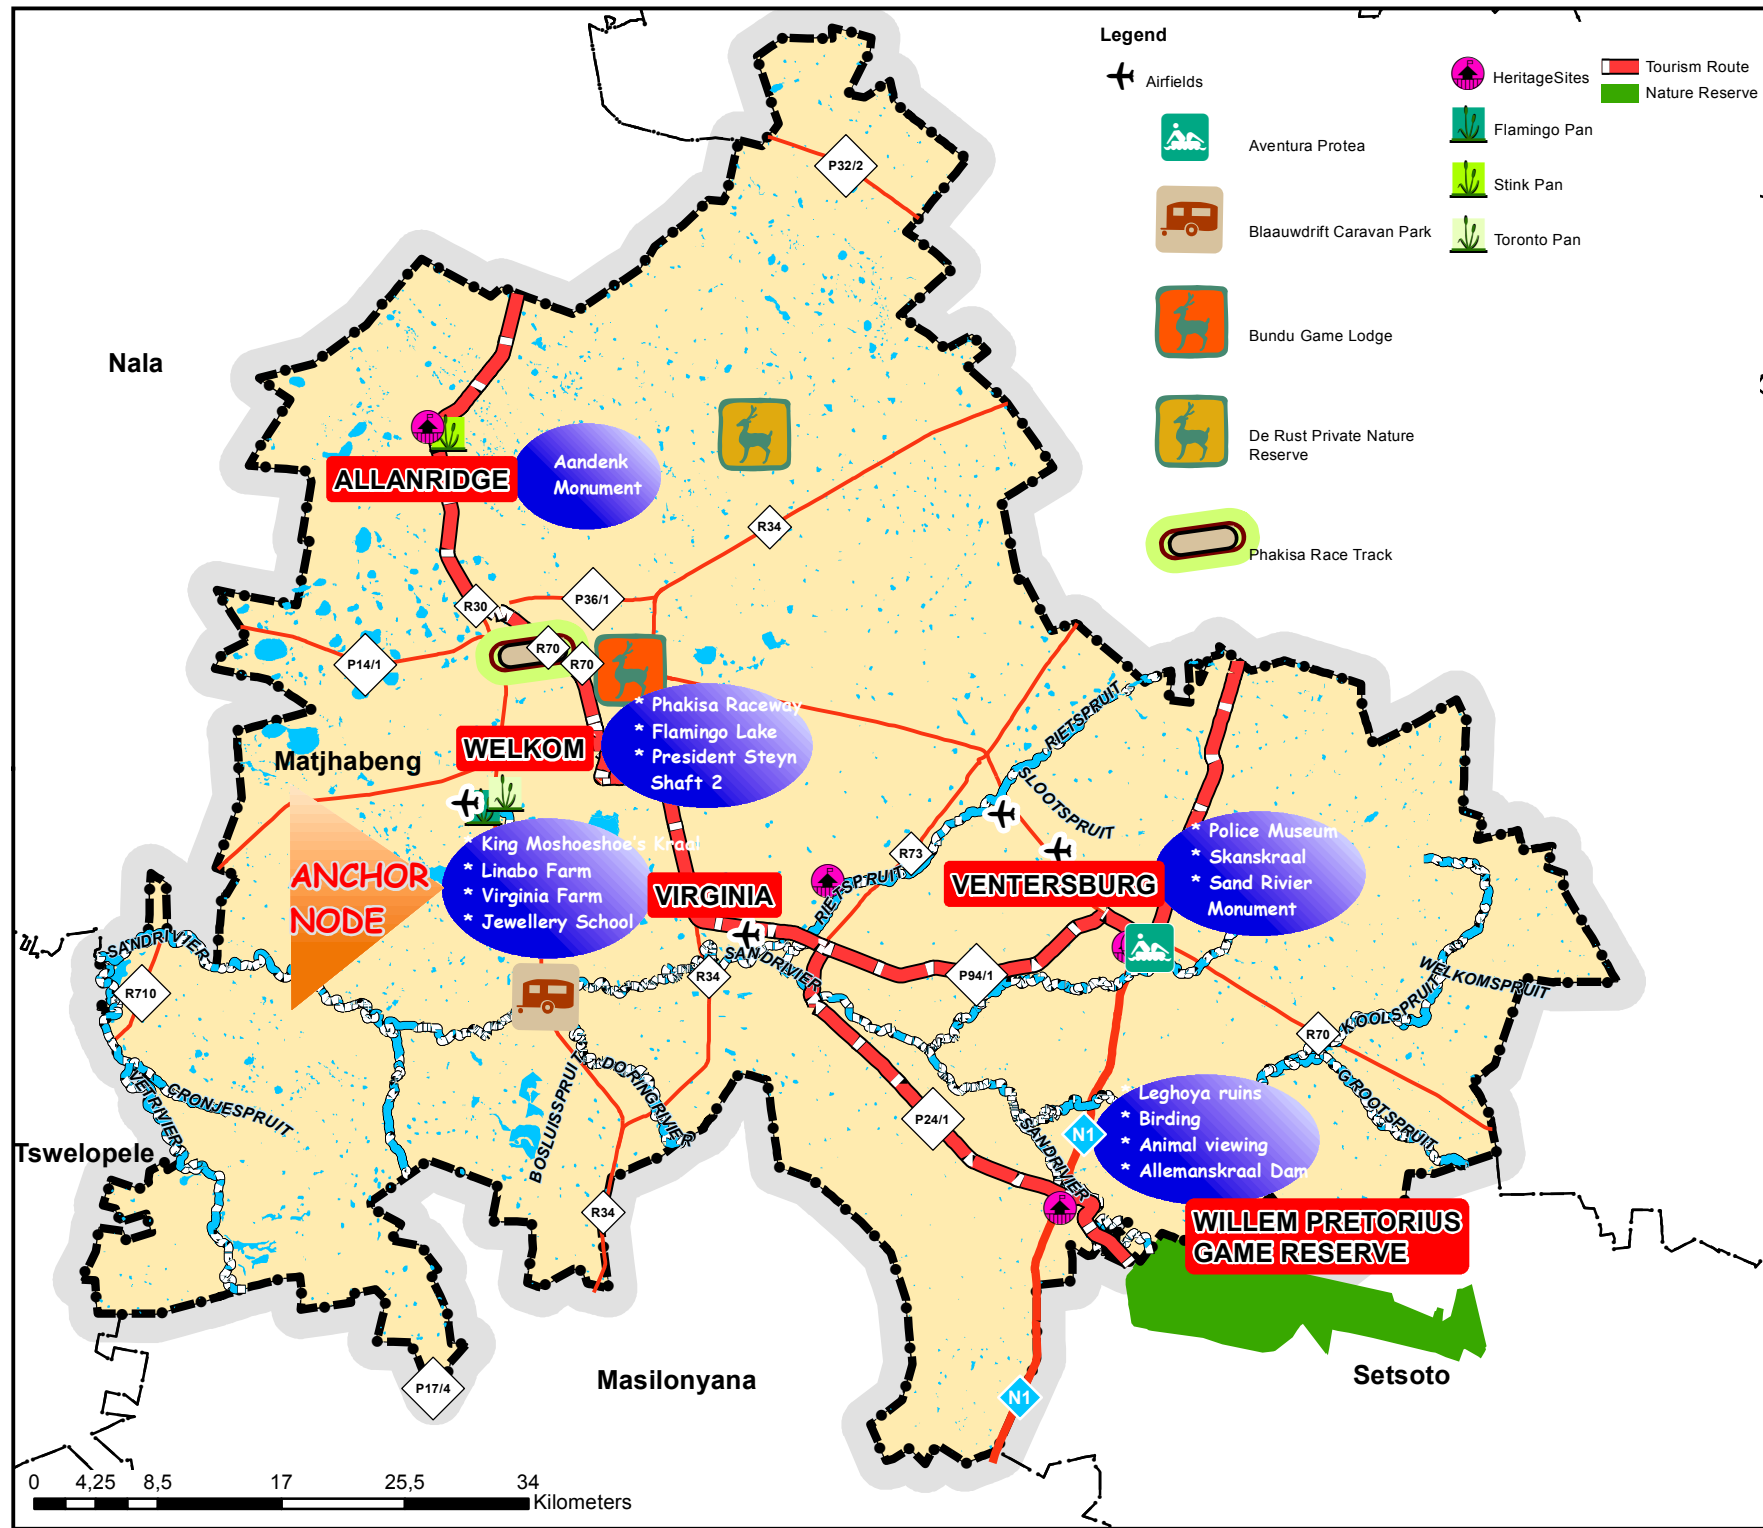 Legend
Airfields
Aventura Protea
Blaauwdrift Caravan Park
Bundu Game Lodge
De Rust Private Nature
Reserve
Phakisa Race Track
HeritageSites
Flamingo Pan
Stink Pan
Toronto Pan
Tourism Route
Nature Reserve
P32/2
Nala
ALLANRIDGE
Aandenk
Monument
R34
R30
P36/1
P14/1
R70
R70
WELKOM
* Phakisa Raceway
* Flamingo Lake
* President Steyn
Shaft 2
Matjhabeng
ANCHOR
NODE
* King Moshoeshoe's Kraal
* Linabo Farm
* Virginia Farm
* Jewellery School
VIRGINIA
RIETSPRUIT
SLOOTSPRUIT
R73
RIETSPRUIT
VENTERSBURG
* Police Museum
* Skanskraal
* Sand Rivier
Monument
SANDRIVIER
R710
R34
SANDRIVIER
P94/1
WELKOMSPRUIT
KOOLSPRUIT
R70
GROOTSPRUIT
VETRIVIER
CRONJESPRUIT
BOSLUISSPRUIT
DORINGRIVIER
P24/1
SANDRIVIER
N1
* Leghoya ruins
* Birding
* Animal viewing
* Allemanskraal Dam
Tswelopele
R34
WILLEM PRETORIUS
GAME RESERVE
P17/4
Masilonyana
N1
Setsoto
0 4,25 8,5 17 25,5 34
Kilometers